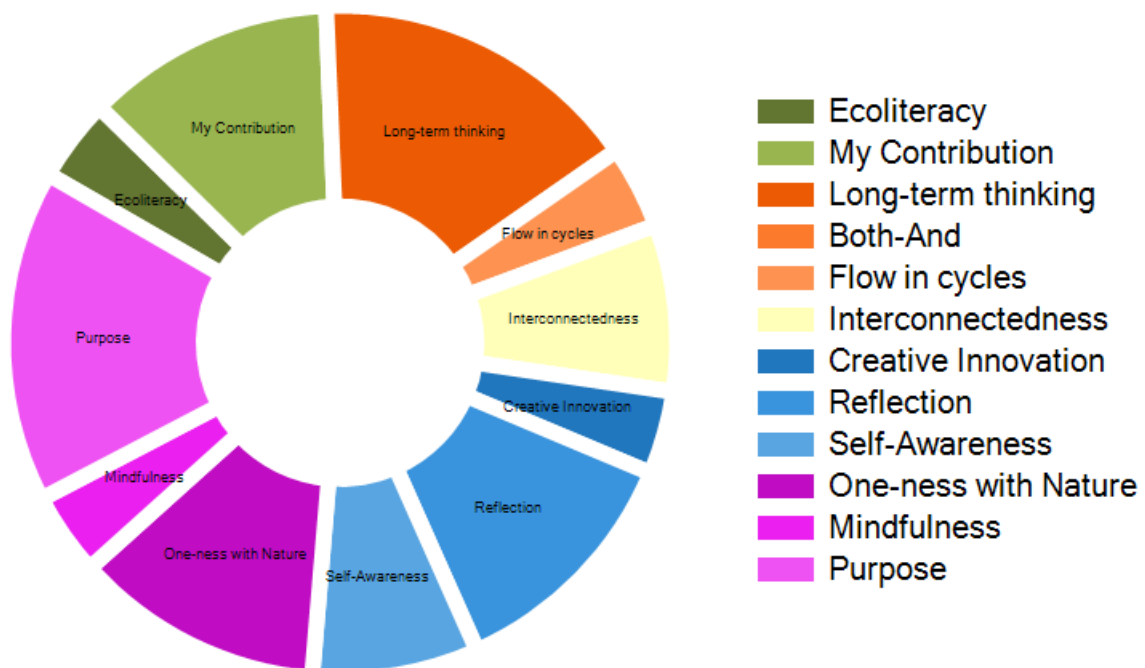 My Contribution
Long-term thinking
Ecoliteracy
Flow in cycles
Purpose
Interconnectedness
Creative Innovation
Mindfulness
Reflection
One-ness with Nature
Self-Awareness
Ecoliteracy
My Contribution
Long-term thinking
Both-And
Flow in cycles
Interconnectedness
Creative Innovation
Reflection
Self-Awareness
One-ness with Nature
Mindfulness
Purpose